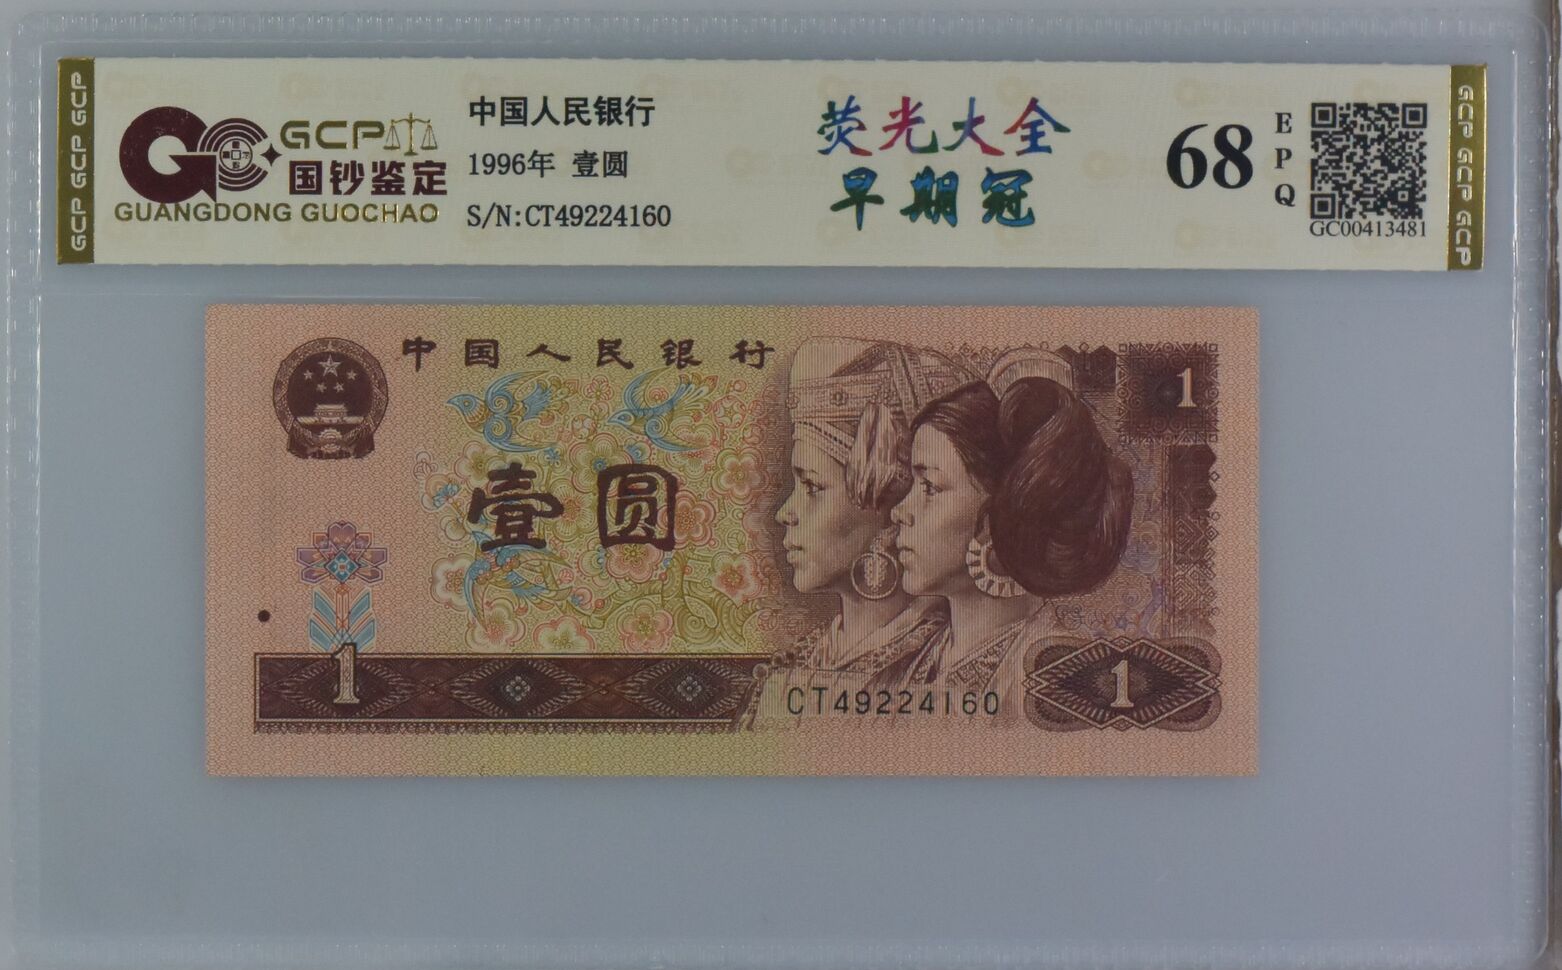 GCP GCP GCP
GCP
国钞鉴定
GUANGDONG GUOCHAO
中国人民银行
1996年 壹圆
S/N:CT49224160
荧光大全
早期冠
68
EPQ
GC00413481
GCP GCP GCP
中国人民银行
1
壹圆
1
1
CT49224160